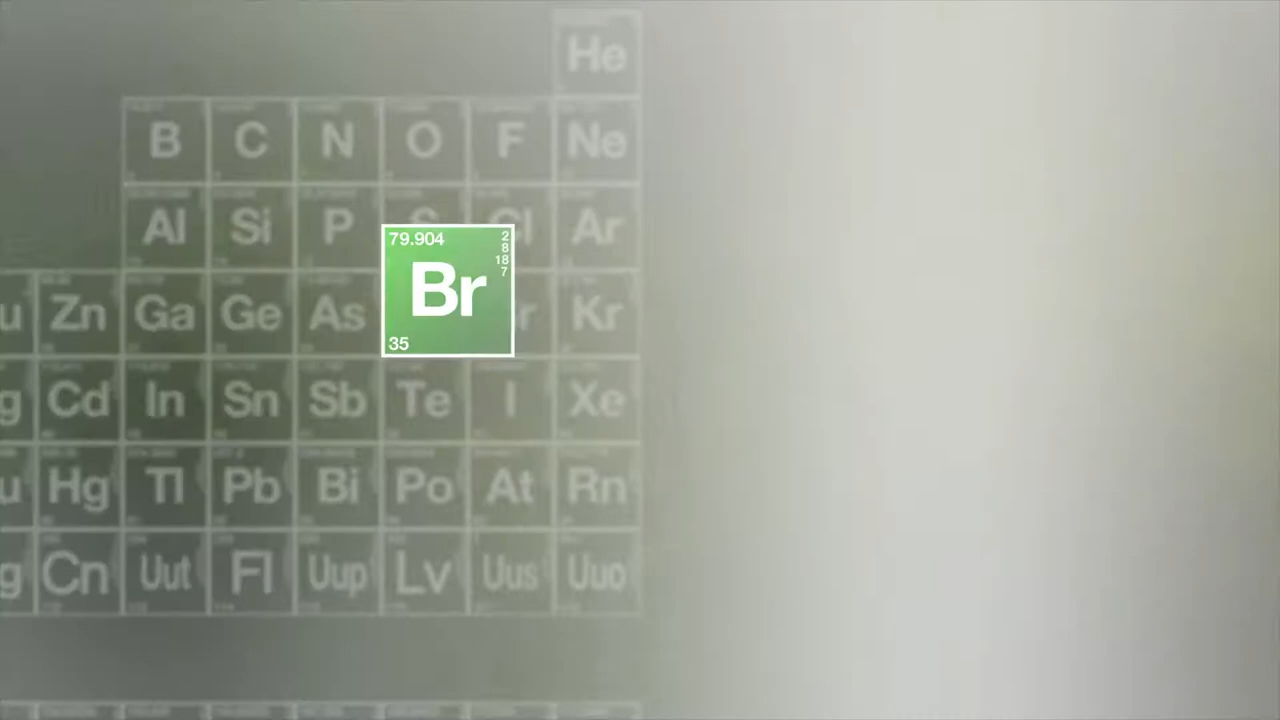 He
B C N O F Ne
Al Si P S Cl Ar
79.904
2
8
18
7
Br
35
u Zn Ga Ge As r Kr
g Cd In Sn Sb Te I Xe
u Hg Tl Pb Bi Po At Rn
g Cn Uut Fl Uup Lv Uus Uuo